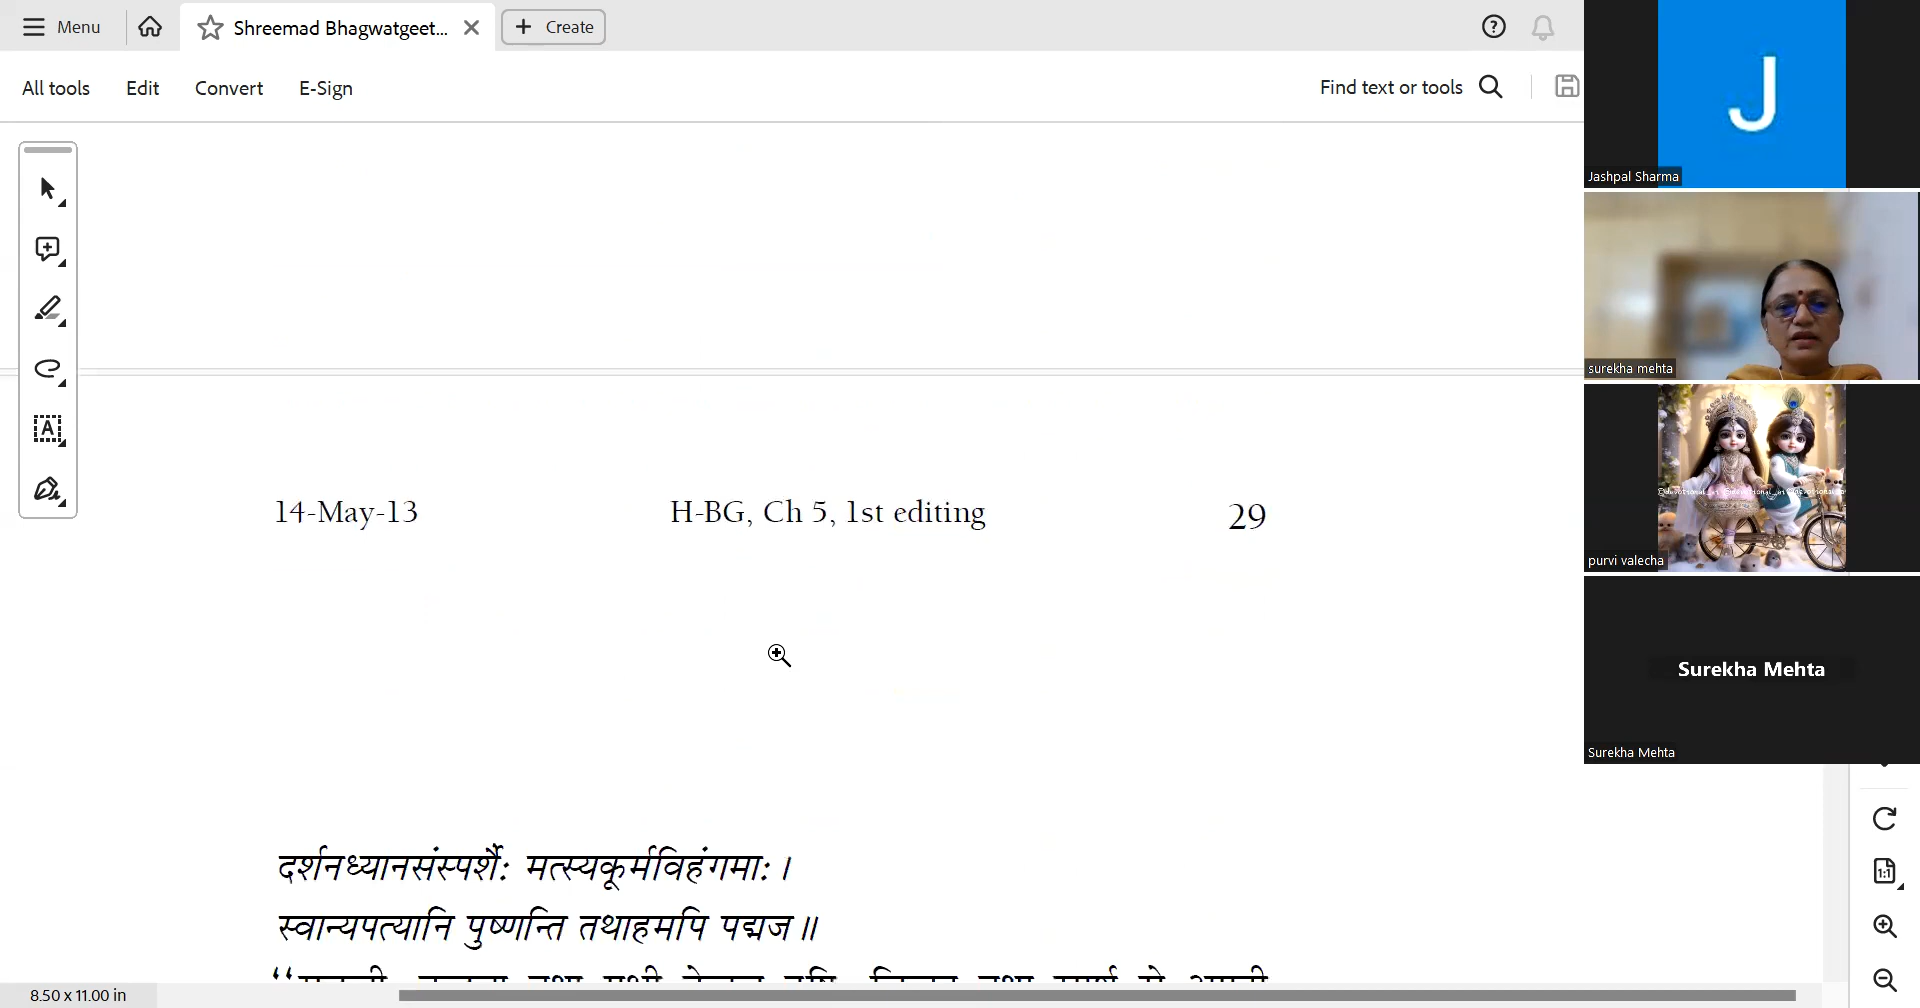 Menu
Shreemad Bhagwatgeet...
Create
All tools
Edit
Convert
E-Sign
Find text or tools
14-May-13 H-BG, Ch 5, 1st editing 29
दर्शनध्यानसंस्पर्शैः मत्स्यकूर्मविहंगमाः।
स्वान्यपत्यानि पुष्णन्ति तथाहमपि पद्मज॥
8.50 x 11.00 in
J
Jashpal Sharma
surekha mehta
purvi valecha
Surekha Mehta
Surekha Mehta
1:1